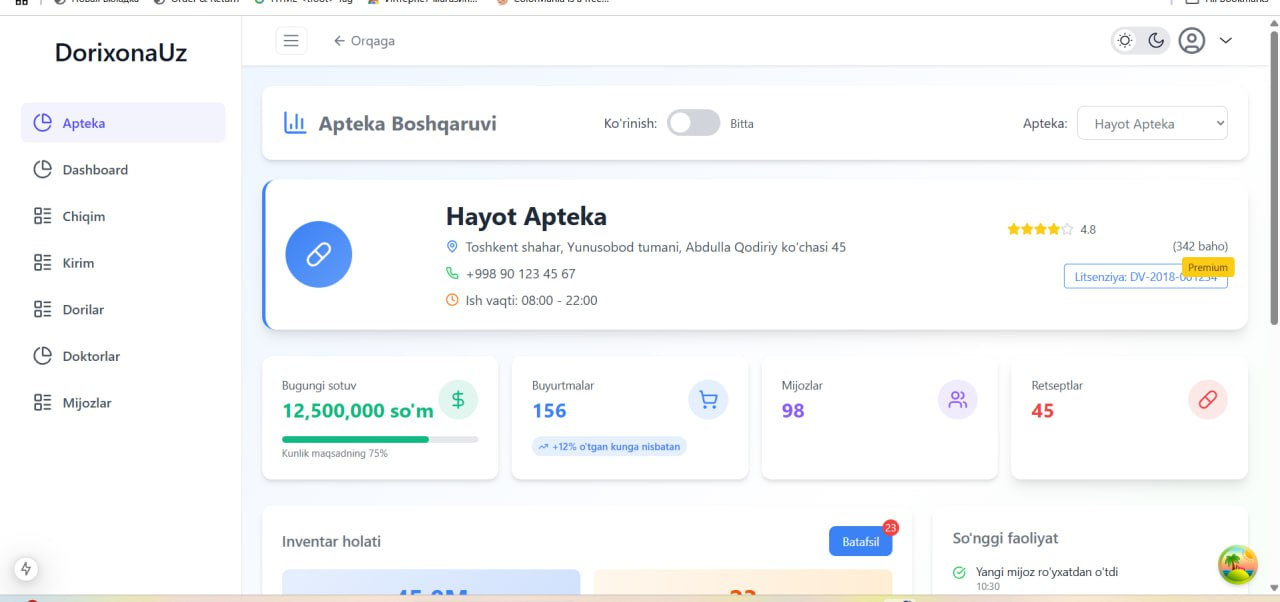 DorixonaUz
Orqaga
Apteka
Dashboard
Chiqim
Kirim
Dorilar
Doktorlar
Mijozlar
Apteka Boshqaruvi
Ko'rinish:
Bitta
Apteka:
Hayot Apteka
Hayot Apteka
Toshkent shahar, Yunusobod tumani, Abdulla Qodiriy ko'chasi 45
+998 90 123 45 67
Ish vaqti: 08:00 - 22:00
4.8
(342 baho)
Premium
Litsenziya: DV-2018-001234
Bugungi sotuv
12,500,000 so'm
Kunlik maqsadning 75%
Buyurtmalar
156
+12% o'tgan kunga nisbatan
Mijozlar
98
Retseptlar
45
Inventar holati
Batafsil
23
So'nggi faoliyat
Yangi mijoz ro'yxatdan o'tdi
10:30